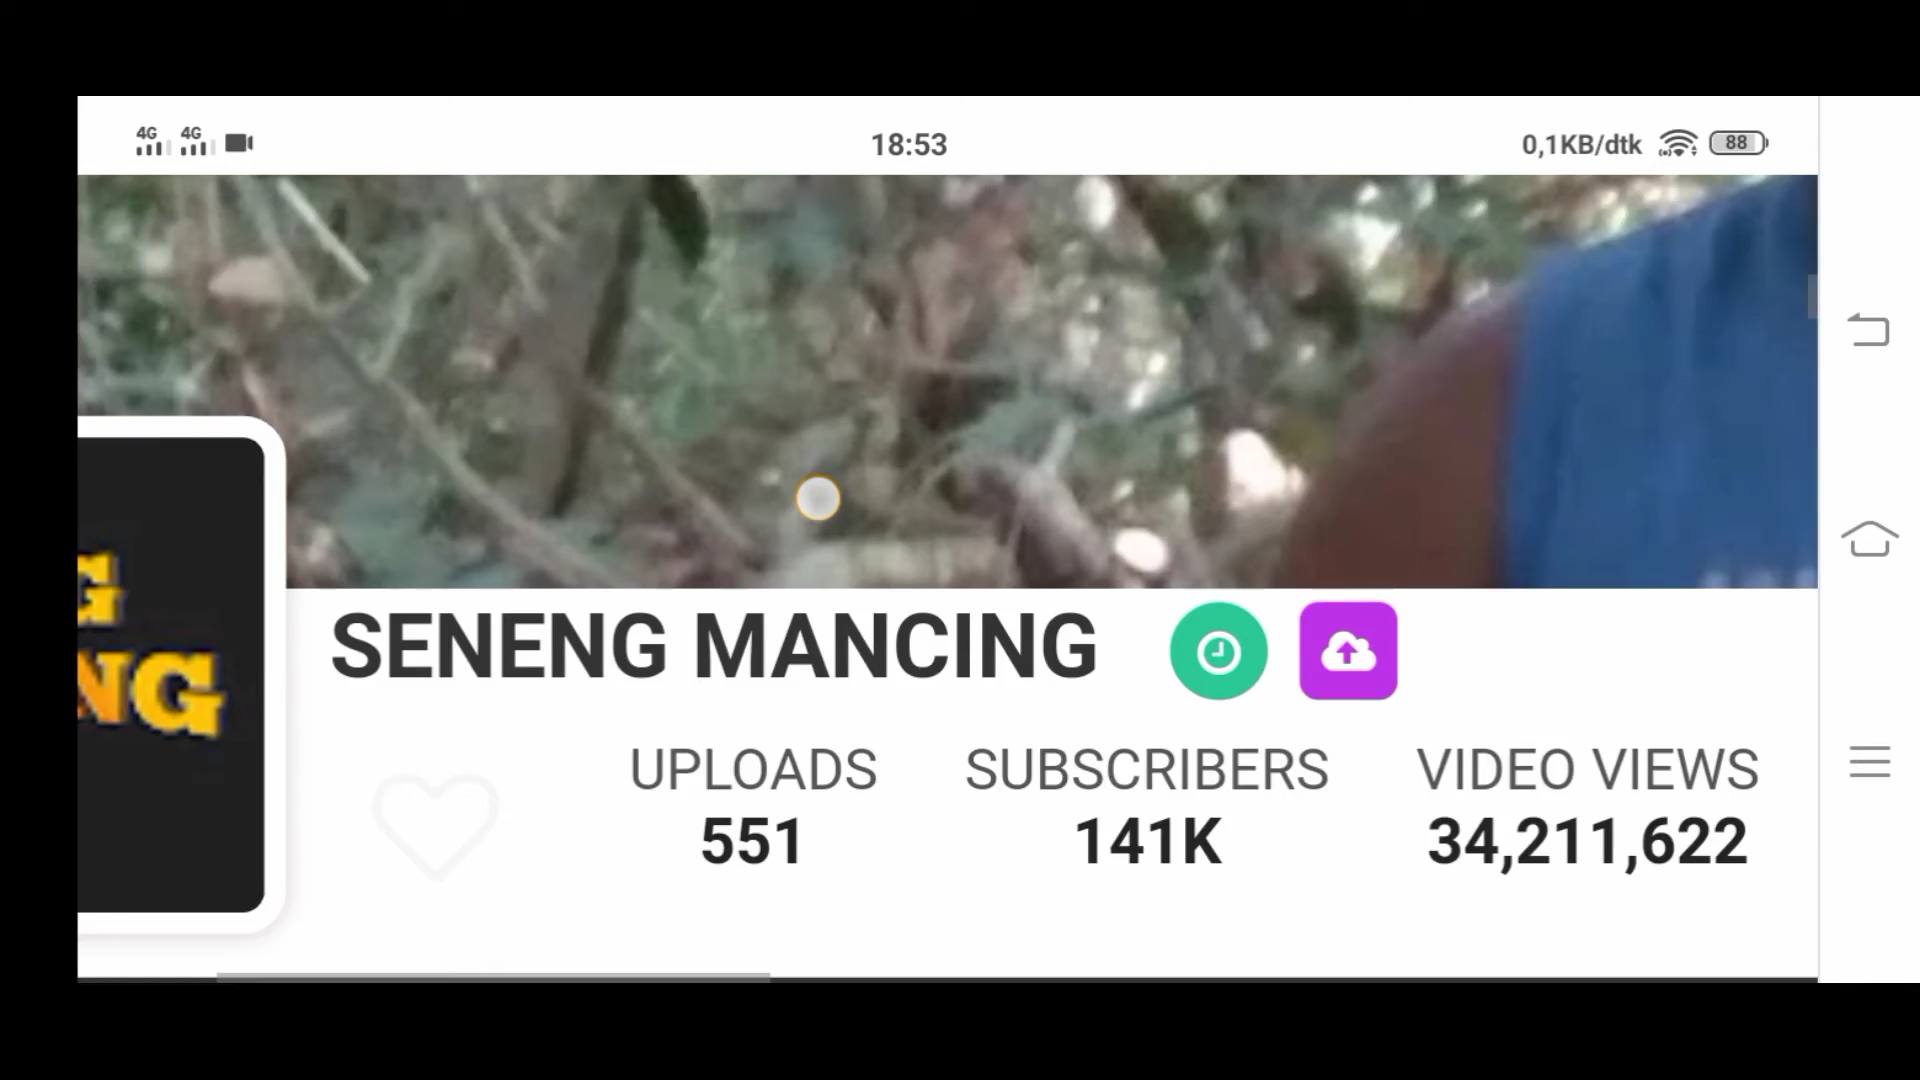 4G 4G 18:53 0,1KB/dtk 88
SENENG MANCING
G
NG
UPLOADS SUBSCRIBERS VIDEO VIEWS
551 141K 34,211,622